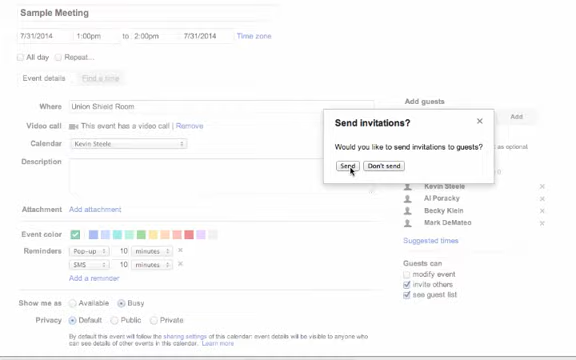 Sample Meeting
7/31/2014 1:00pm to 2:00pm 7/31/2014 Time zone
All day Repeat...
Event details Find a time
Where Union Shield Room
Video call This event has a video call | Remove
Calendar Kevin Steele
Description
Attachment Add attachment
Event color
Reminders Pop-up 10 minutes ×
SMS 10 minutes ×
Add a reminder
Show me as Available Busy
Privacy Default Public Private
By default this event will follow the sharing settings of this calendar: event details will be visible to anyone who
can see details of other events in this calendar. Learn more
Add guests
Add
as optional
Send invitations? ×
Would you like to send invitations to guests?
Send Don't send
Kevin Steele ×
Al Poracky ×
Becky Klein ×
Mark DeMateo ×
Suggested times
Guests can
modify event
invite others
see guest list